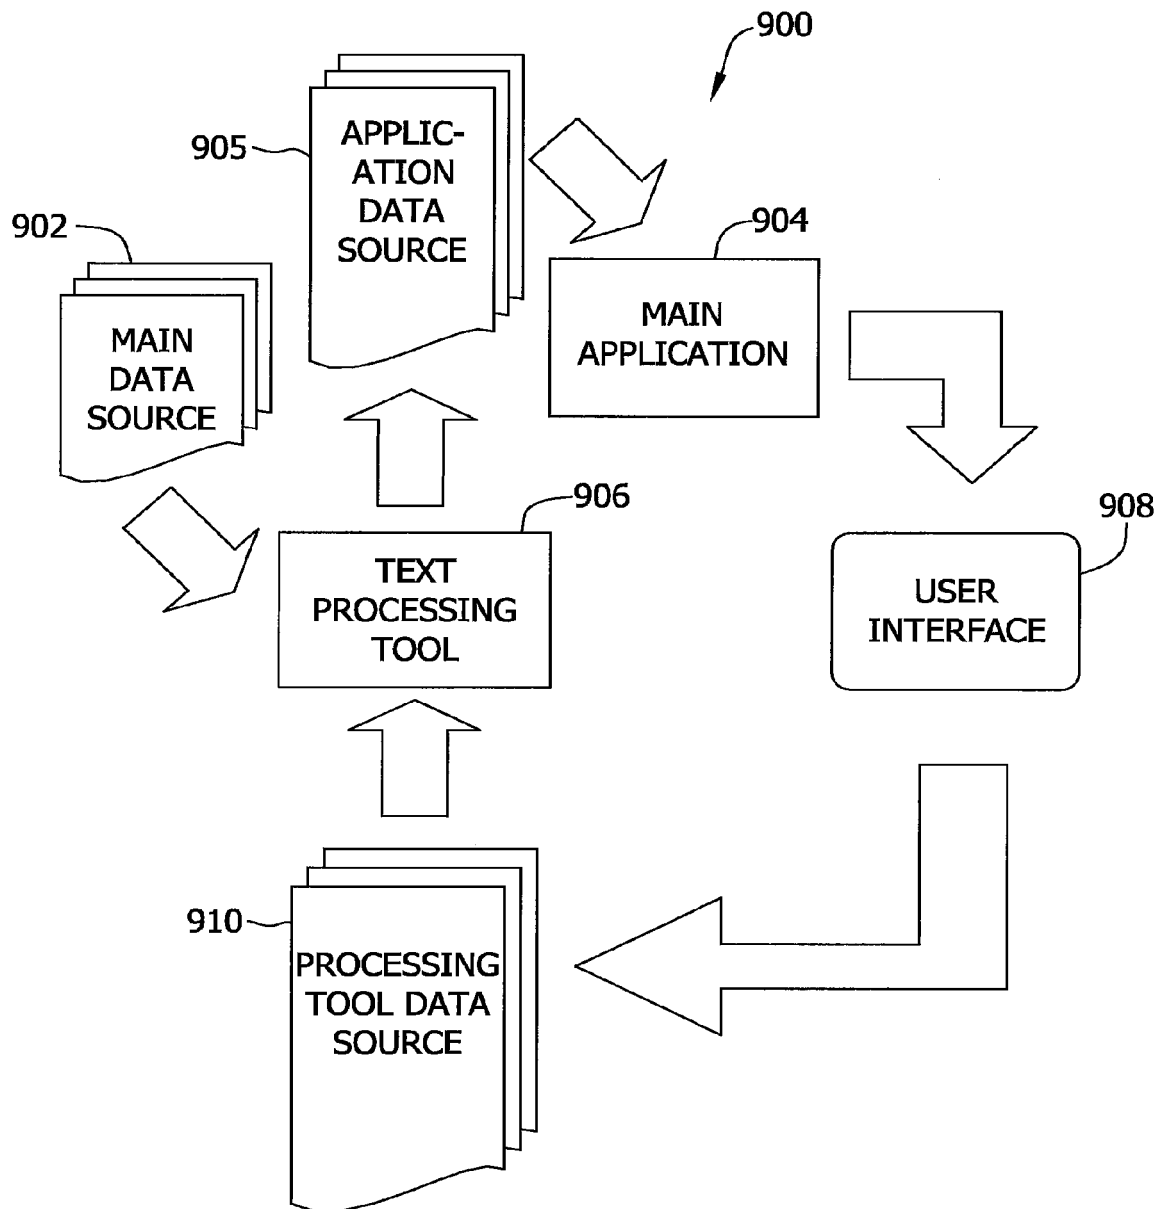 900
905
APPLIC-
ATION
DATA
SOURCE
902
MAIN
DATA
SOURCE
904
MAIN
APPLICATION
906
TEXT
PROCESSING
TOOL
908
USER
INTERFACE
910
PROCESSING
TOOL DATA
SOURCE